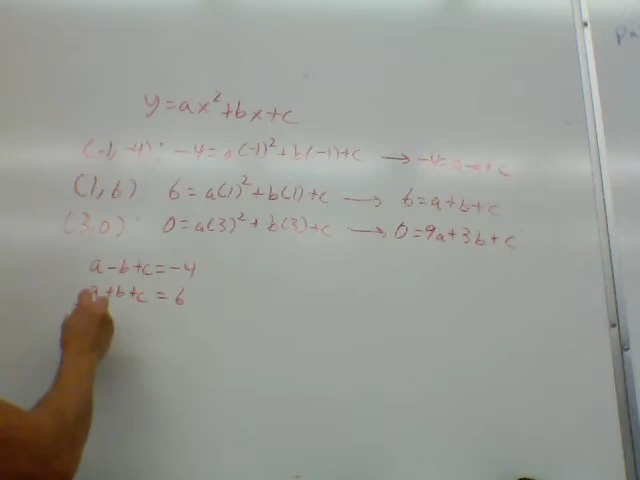 y=ax²+bx+c
(-1,-4): -4=a(-1)²+b(-1)+c → -4=a-b+c
(1,6) 6=a(1)²+b(1)+c → 6=a+b+c
(3,0) 0=a(3)²+b(3)+c → 0=9a+3b+c
a-b+c=-4
a+b+c=6